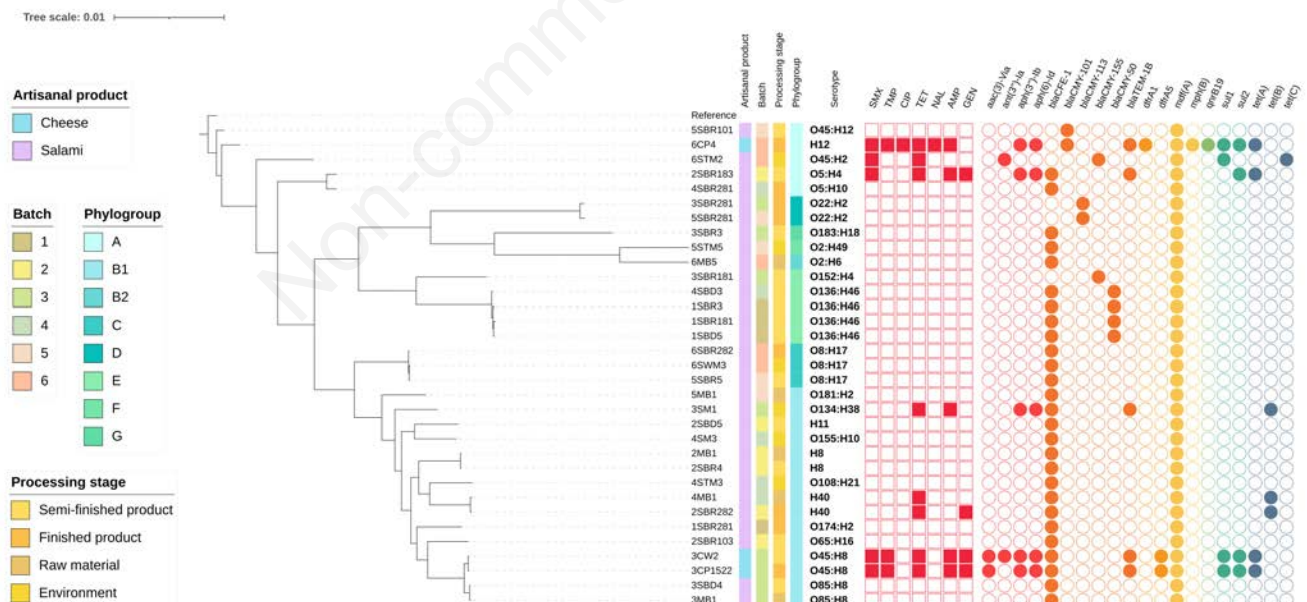 Tree scale: 0.01
Non-comme
Artisanal product
Cheese
Salami
Batch
1
2
3
4
5
6
Phylogroup
A
B1
B2
C
D
E
F
G
Processing stage
Semi-finished product
Finished product
Raw material
Environment
Artisanal product
Batch
Processing stage
Phylogroup
Serotype
SMX
TMP
CIP
TET
NAL
AMP
GEN
aac(3)-VIa
ant(3'')-Ia
aph(3'')-Ib
aph(6)-Id
blaCFE-1
blaCMY-101
blaCMY-113
blaCMY-155
blaCMY-50
blaTEM-1B
dfrA1
dfrA5
mdf(A)
mph(B)
qnrB19
sul1
sul2
tet(A)
tet(B)
tet(C)
Reference
5SBR101 O45:H12
6CP4 H12
6STM2 O45:H2
2SBR183 O5:H4
4SBR281 O5:H10
3SBR281 O22:H2
5SBR281 O22:H2
3SBR3 O183:H18
5STM5 O2:H49
6MB5 O2:H6
3SBR181 O152:H4
4SBD3 O136:H46
1SBR3 O136:H46
1SBR181 O136:H46
1SBD5 O136:H46
6SBR282 O8:H17
6SWM3 O8:H17
5SBR5 O8:H17
5MB1 O181:H2
3SM1 O134:H38
2SBD5 H11
4SM3 O155:H10
2MB1 H8
2SBR4 H8
4STM3 O108:H21
4MB1 H40
2SBR282 H40
1SBR281 O174:H2
2SBR103 O65:H16
3CW2 O45:H8
3CP1522 O45:H8
3SBD4 O85:H8
3MB1 O85:H8